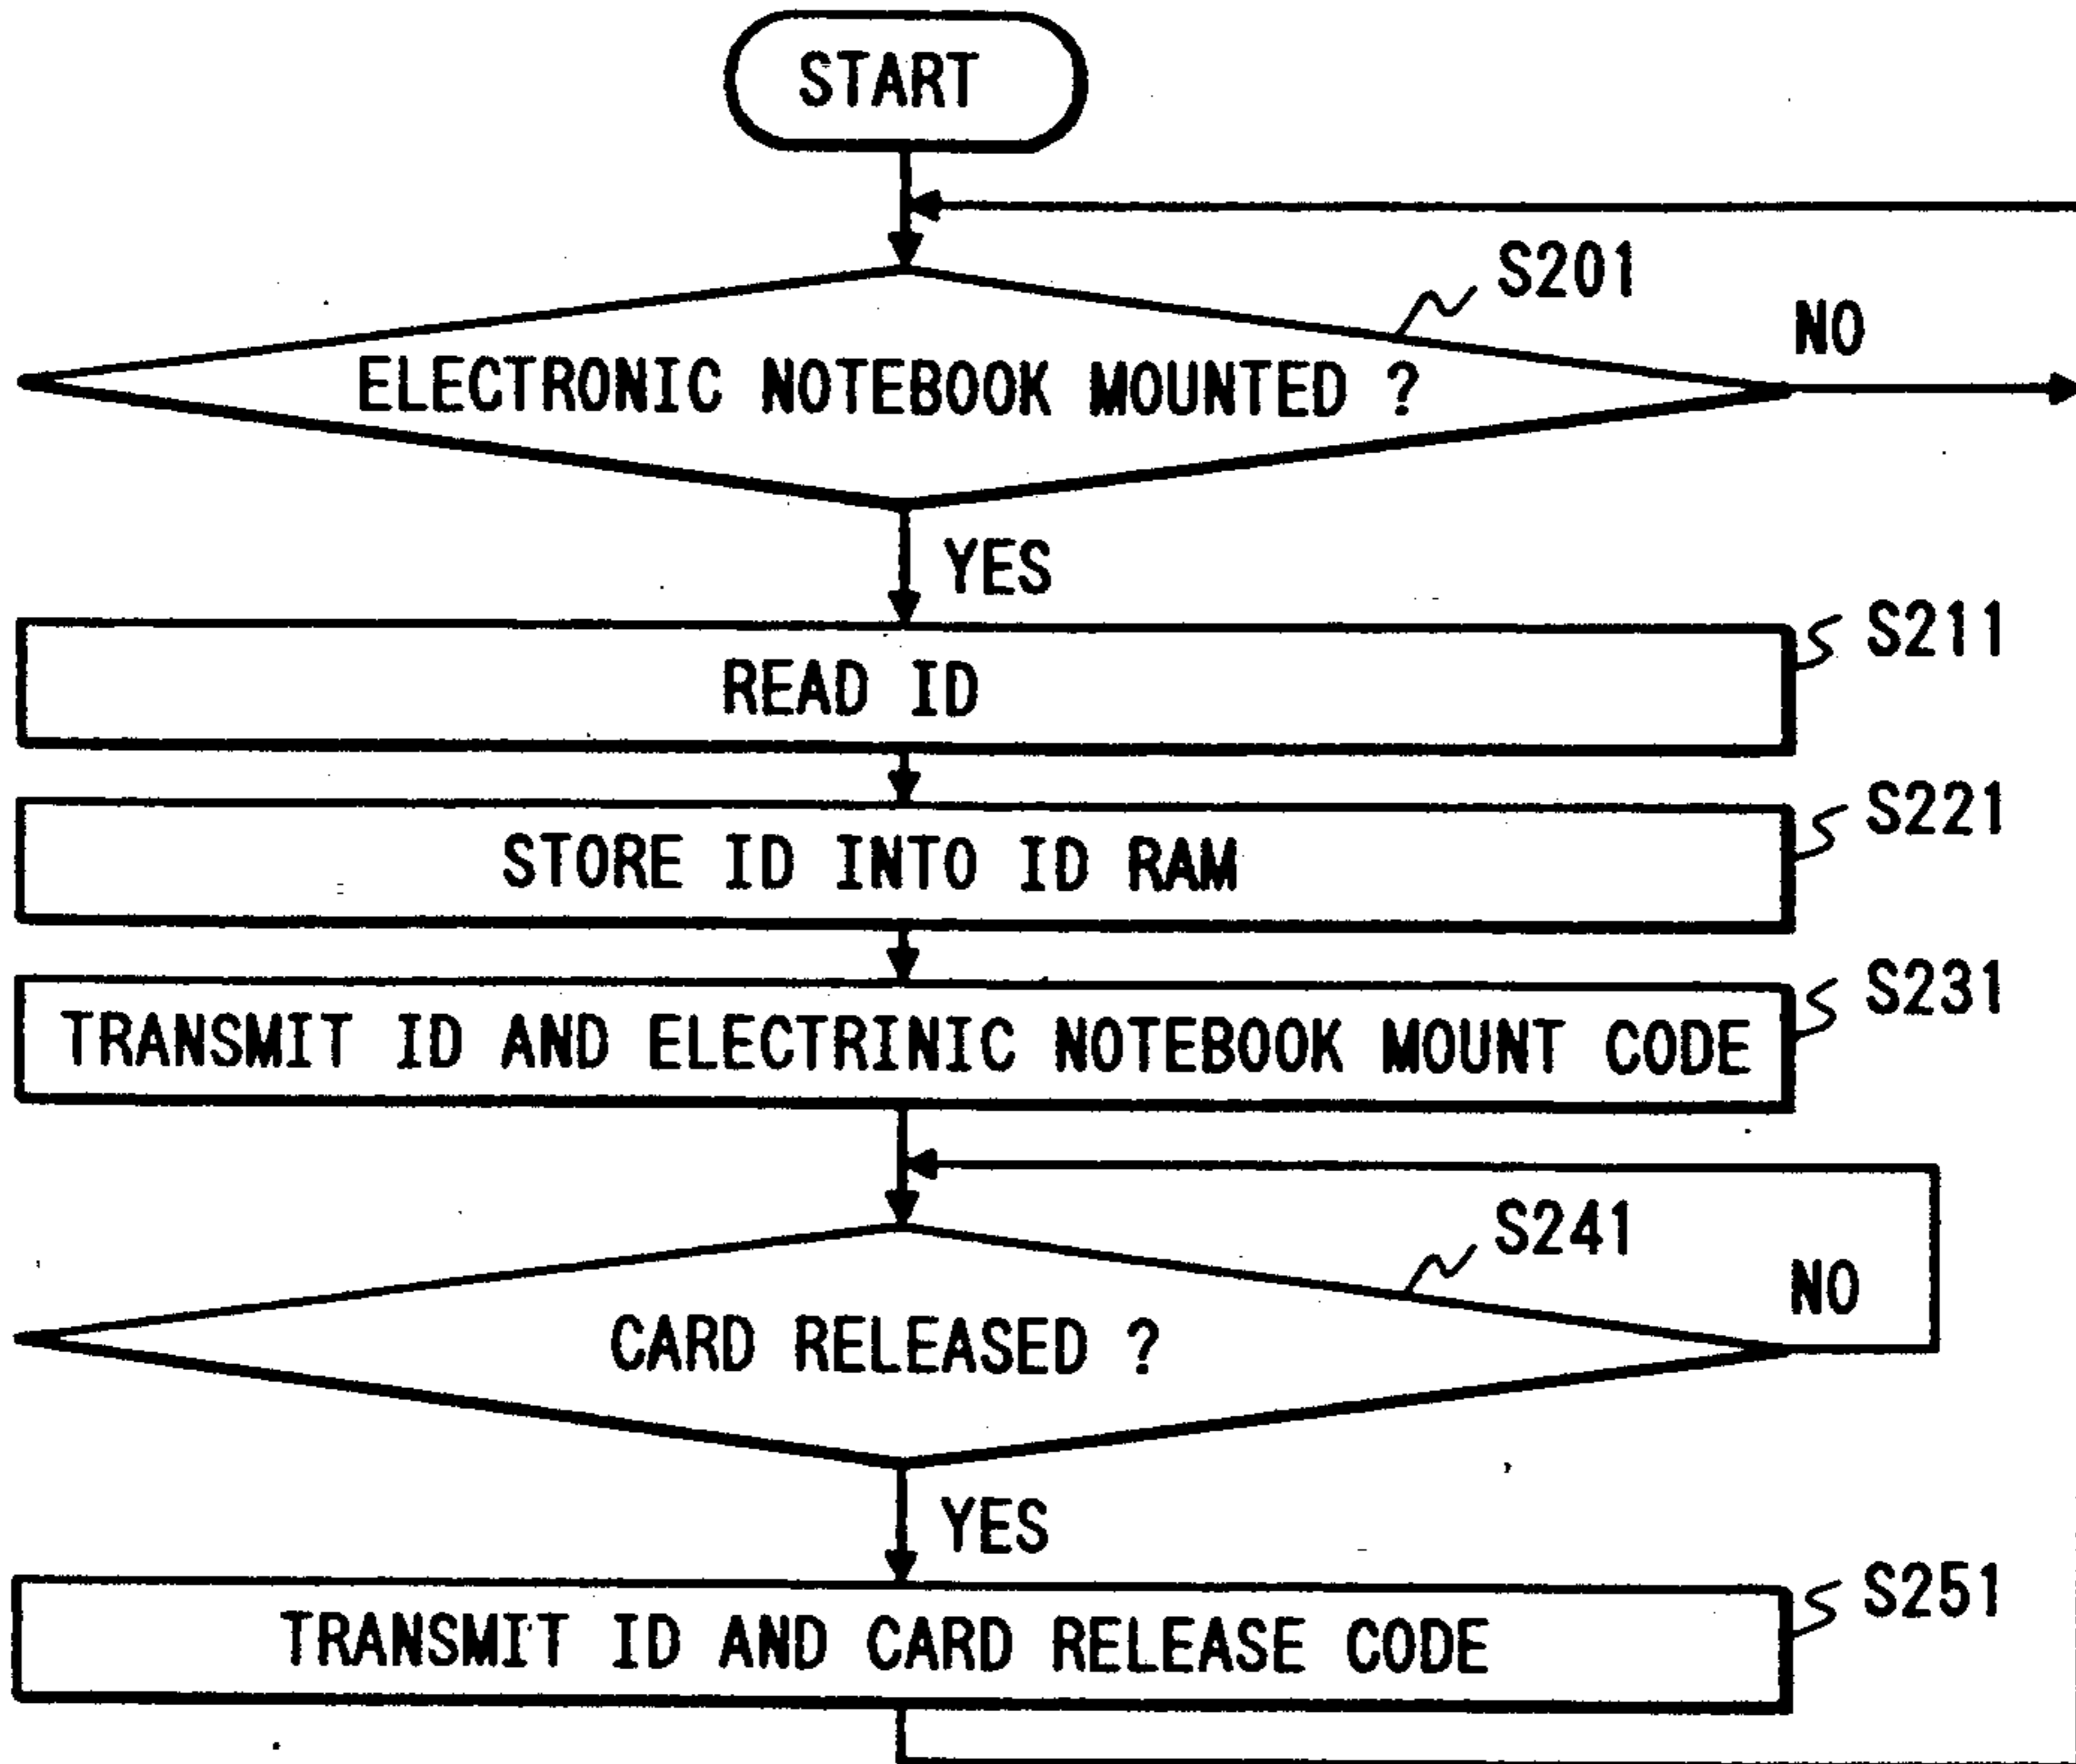 START
S201
NO
ELECTRONIC NOTEBOOK MOUNTED ?
YES
S211
READ ID
S221
STORE ID INTO ID RAM
S231
TRANSMIT ID AND ELECTRINIC NOTEBOOK MOUNT CODE
S241
NO
CARD RELEASED ?
YES
S251
TRANSMIT ID AND CARD RELEASE CODE